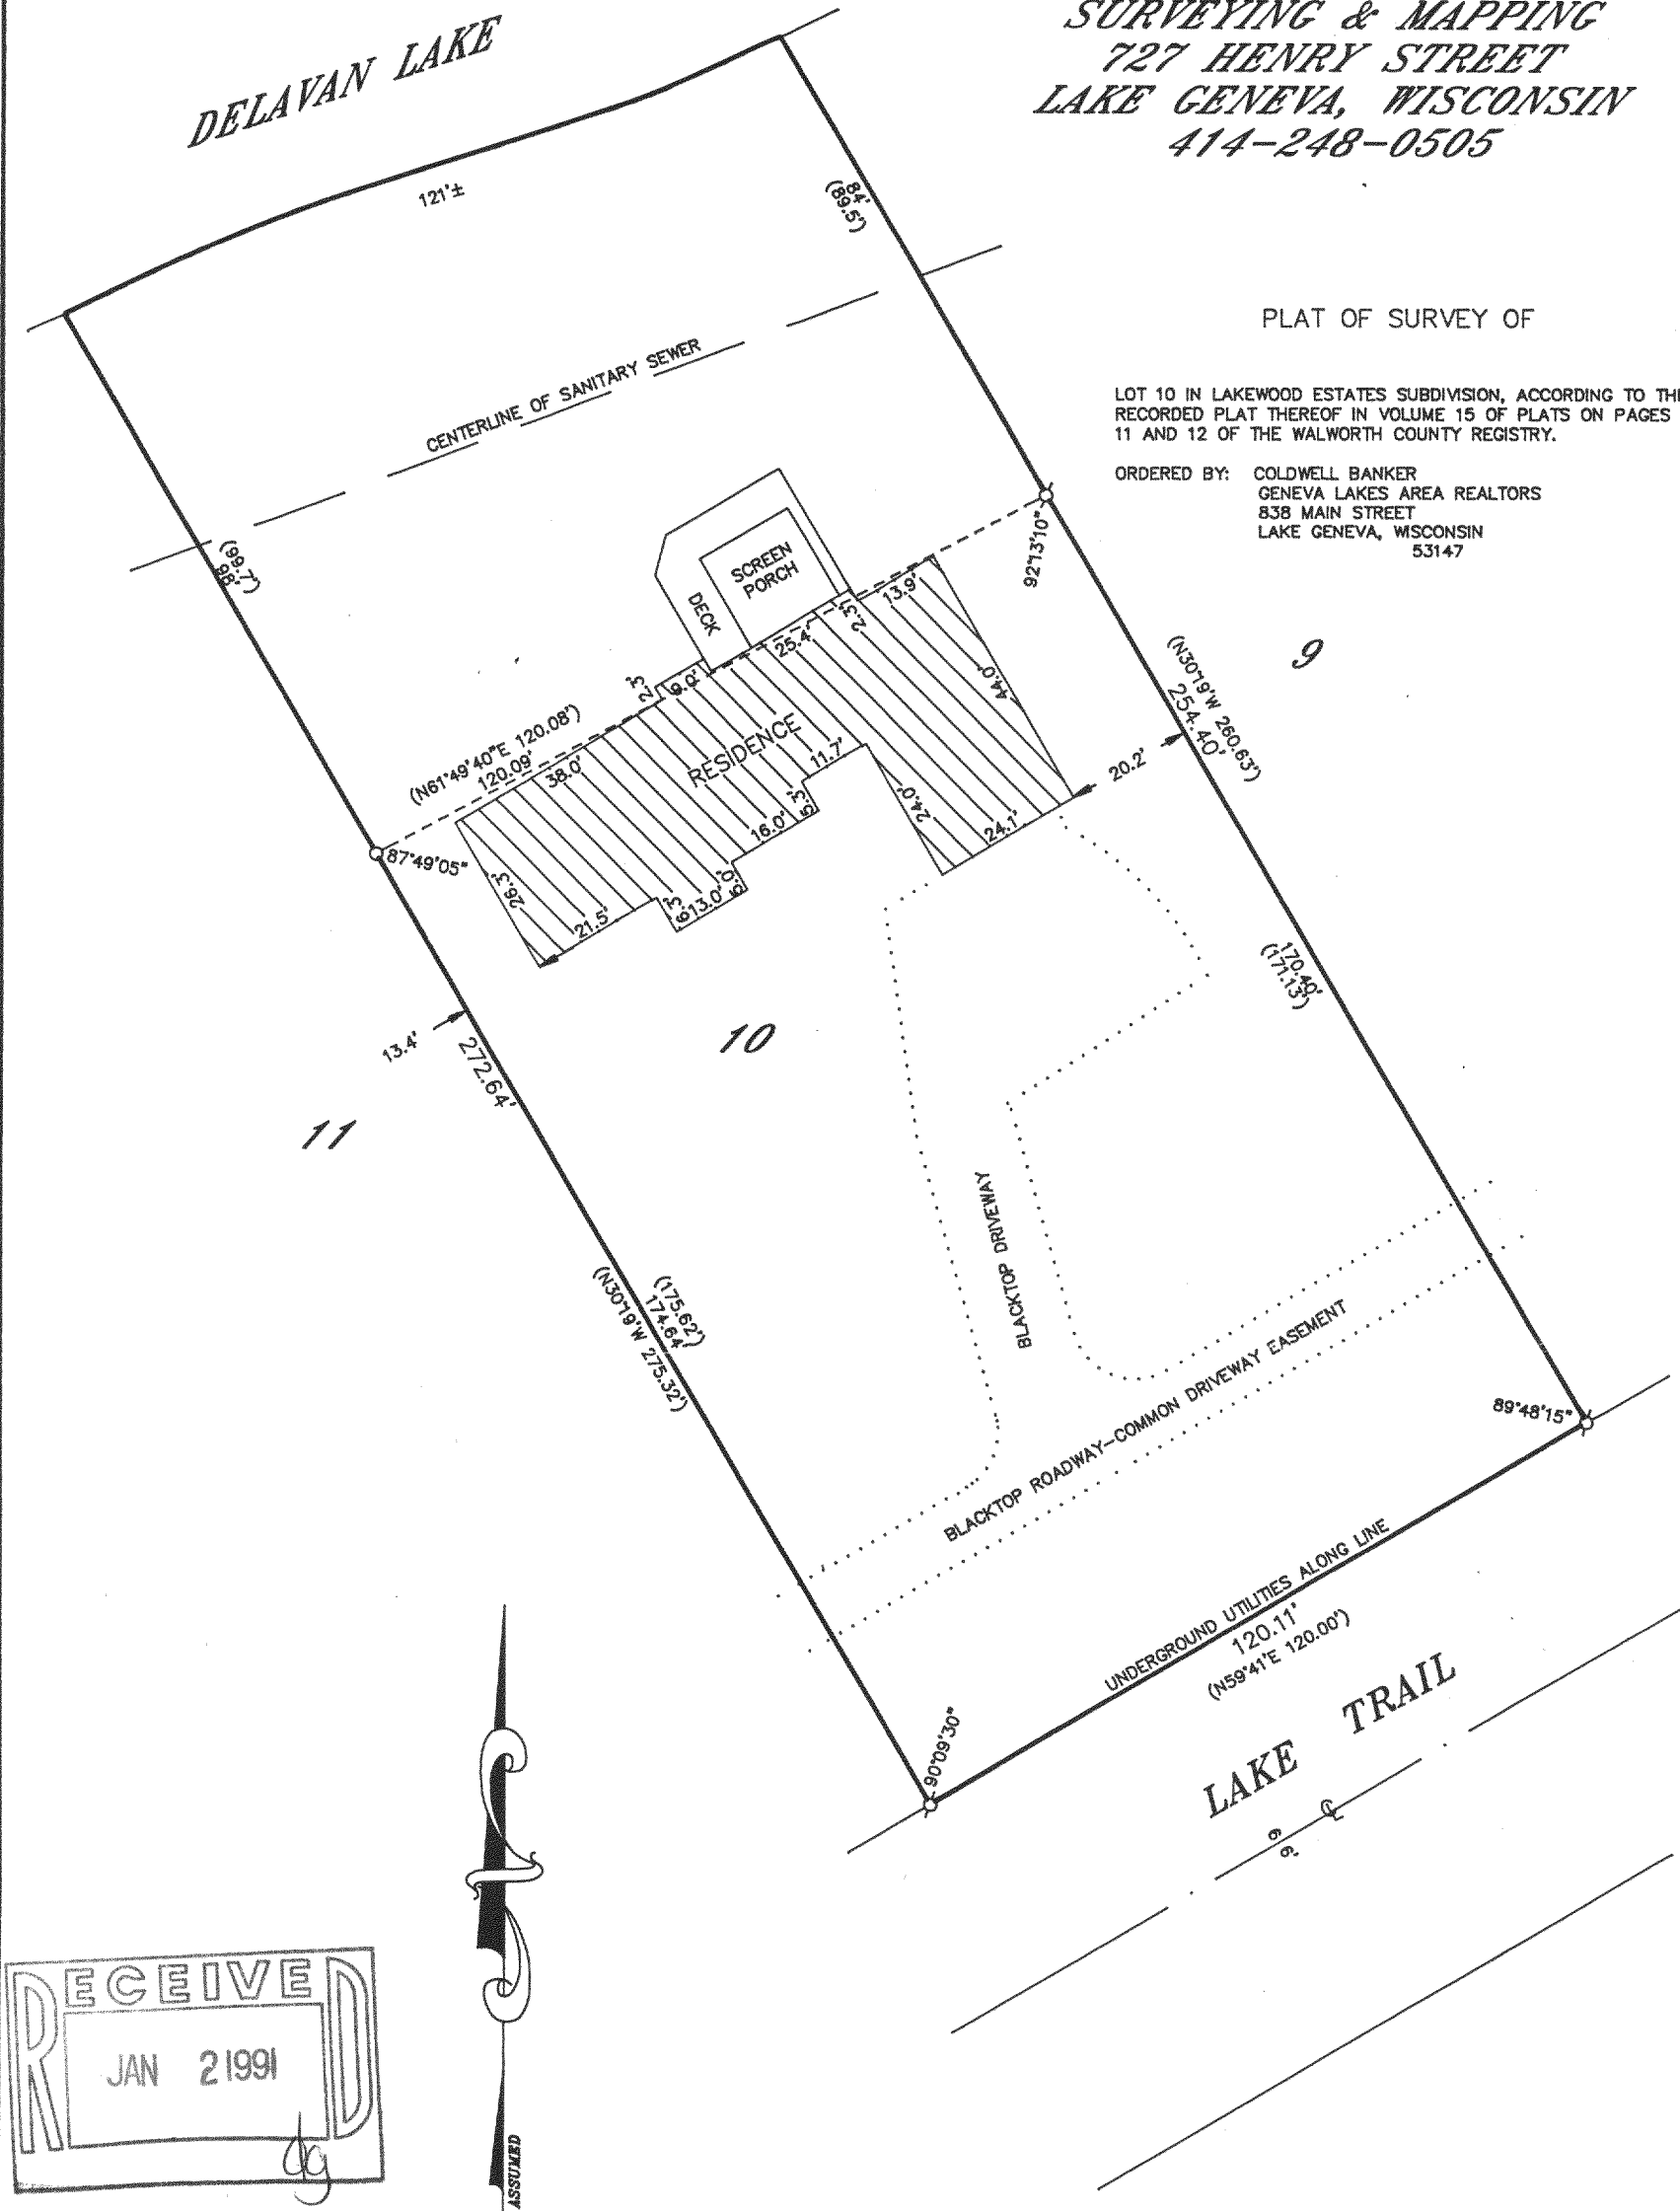 SURVEYING & MAPPING
727 HENRY STREET
LAKE GENEVA, WISCONSIN
414-248-0505
DELAVAN LAKE
121'±
84'
(89.5')
PLAT OF SURVEY OF
LOT 10 IN LAKEWOOD ESTATES SUBDIVISION, ACCORDING TO TH
RECORDED PLAT THEREOF IN VOLUME 15 OF PLATS ON PAGES
11 AND 12 OF THE WALWORTH COUNTY REGISTRY.
ORDERED BY: COLDWELL BANKER
GENEVA LAKES AREA REALTORS
838 MAIN STREET
LAKE GENEVA, WISCONSIN
53147
CENTERLINE OF SANITARY SEWER
(99.7')
98'
SCREEN
PORCH
DECK
92°13'10"
13.9'
2.3'
25.4'
9.0'
2.3'
44.0'
9
(N30°19'W 260.63')
254.40'
(N61°49'40"E 120.08')
120.09'
38.0'
RESIDENCE
11.7'
5.3'
16.0'
24.0'
24.1'
20.2'
87°49'05"
26.3'
21.5'
6.3'
13.0'
5.0'
170.40'
(171.13')
13.4'
272.64'
10
11
BLACKTOP DRIVEWAY
(175.62')
174.64'
(N30°19'W 275.32')
BLACKTOP ROADWAY-COMMON DRIVEWAY EASEMENT
89°48'15"
UNDERGROUND UTILITIES ALONG LINE
120.11'
(N59°41'E 120.00')
90°09'30"
LAKE TRAIL
66'
RECEIVED
JAN 2 1991
dg
ASSUMED